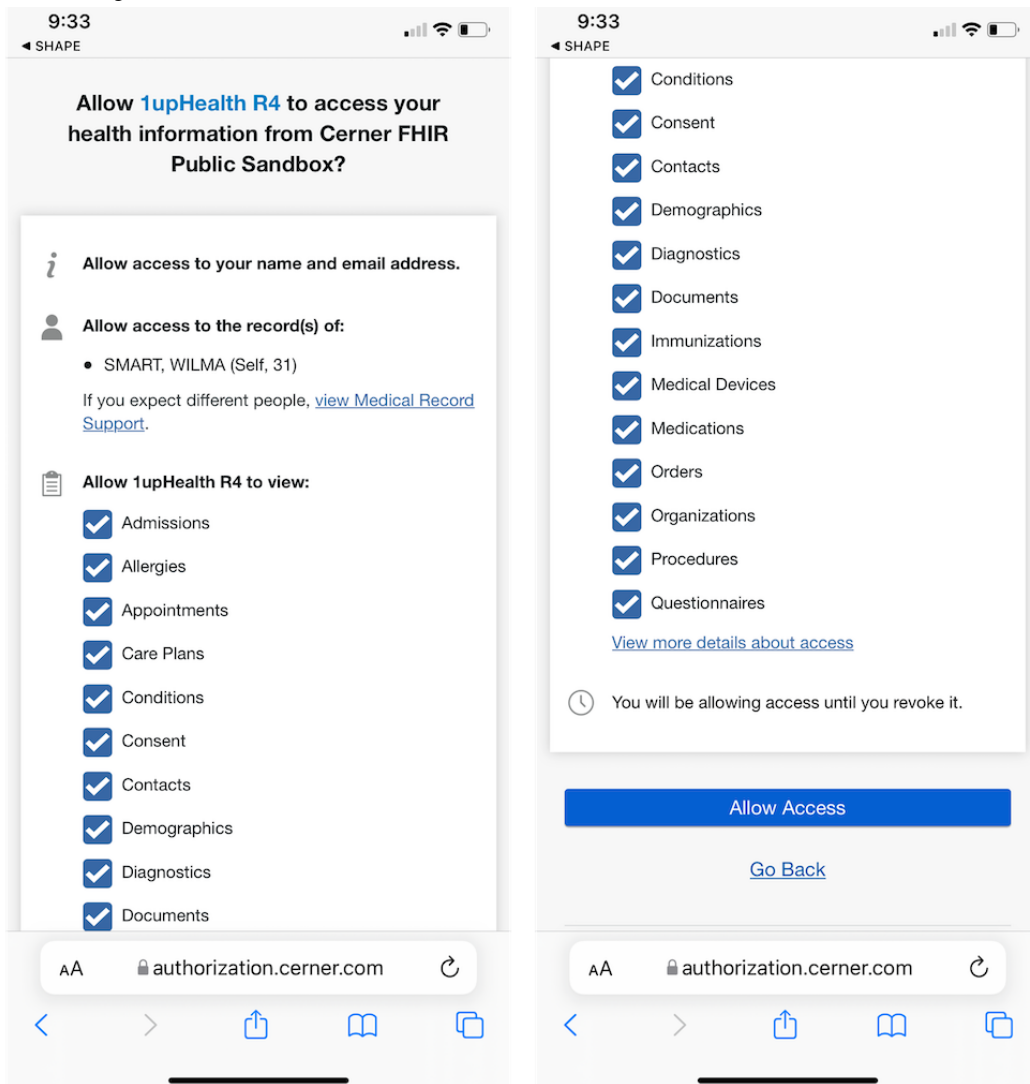 9:33
◀ SHAPE
Allow 1upHealth R4 to access your
health information from Cerner FHIR
Public Sandbox?
i
Allow access to your name and email address.
Allow access to the record(s) of:
• SMART, WILMA (Self, 31)
If you expect different people, view Medical Record
Support.
Allow 1upHealth R4 to view:
Admissions
Allergies
Appointments
Care Plans
Conditions
Consent
Contacts
Demographics
Diagnostics
Documents
AA authorization.cerner.com
9:33
◀ SHAPE
Conditions
Consent
Contacts
Demographics
Diagnostics
Documents
Immunizations
Medical Devices
Medications
Orders
Organizations
Procedures
Questionnaires
View more details about access
You will be allowing access until you revoke it.
Allow Access
Go Back
AA authorization.cerner.com